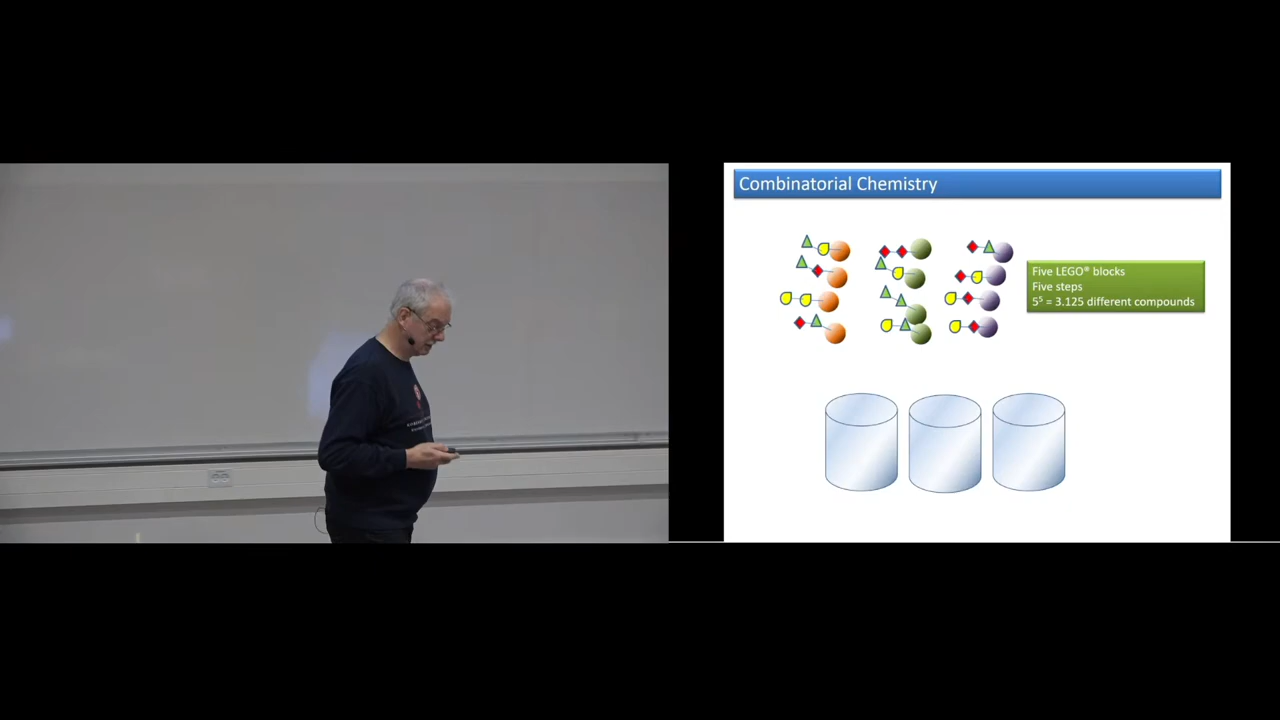 Combinatorial Chemistry
Five LEGO® blocks
Five steps
5⁵ = 3.125 different compounds